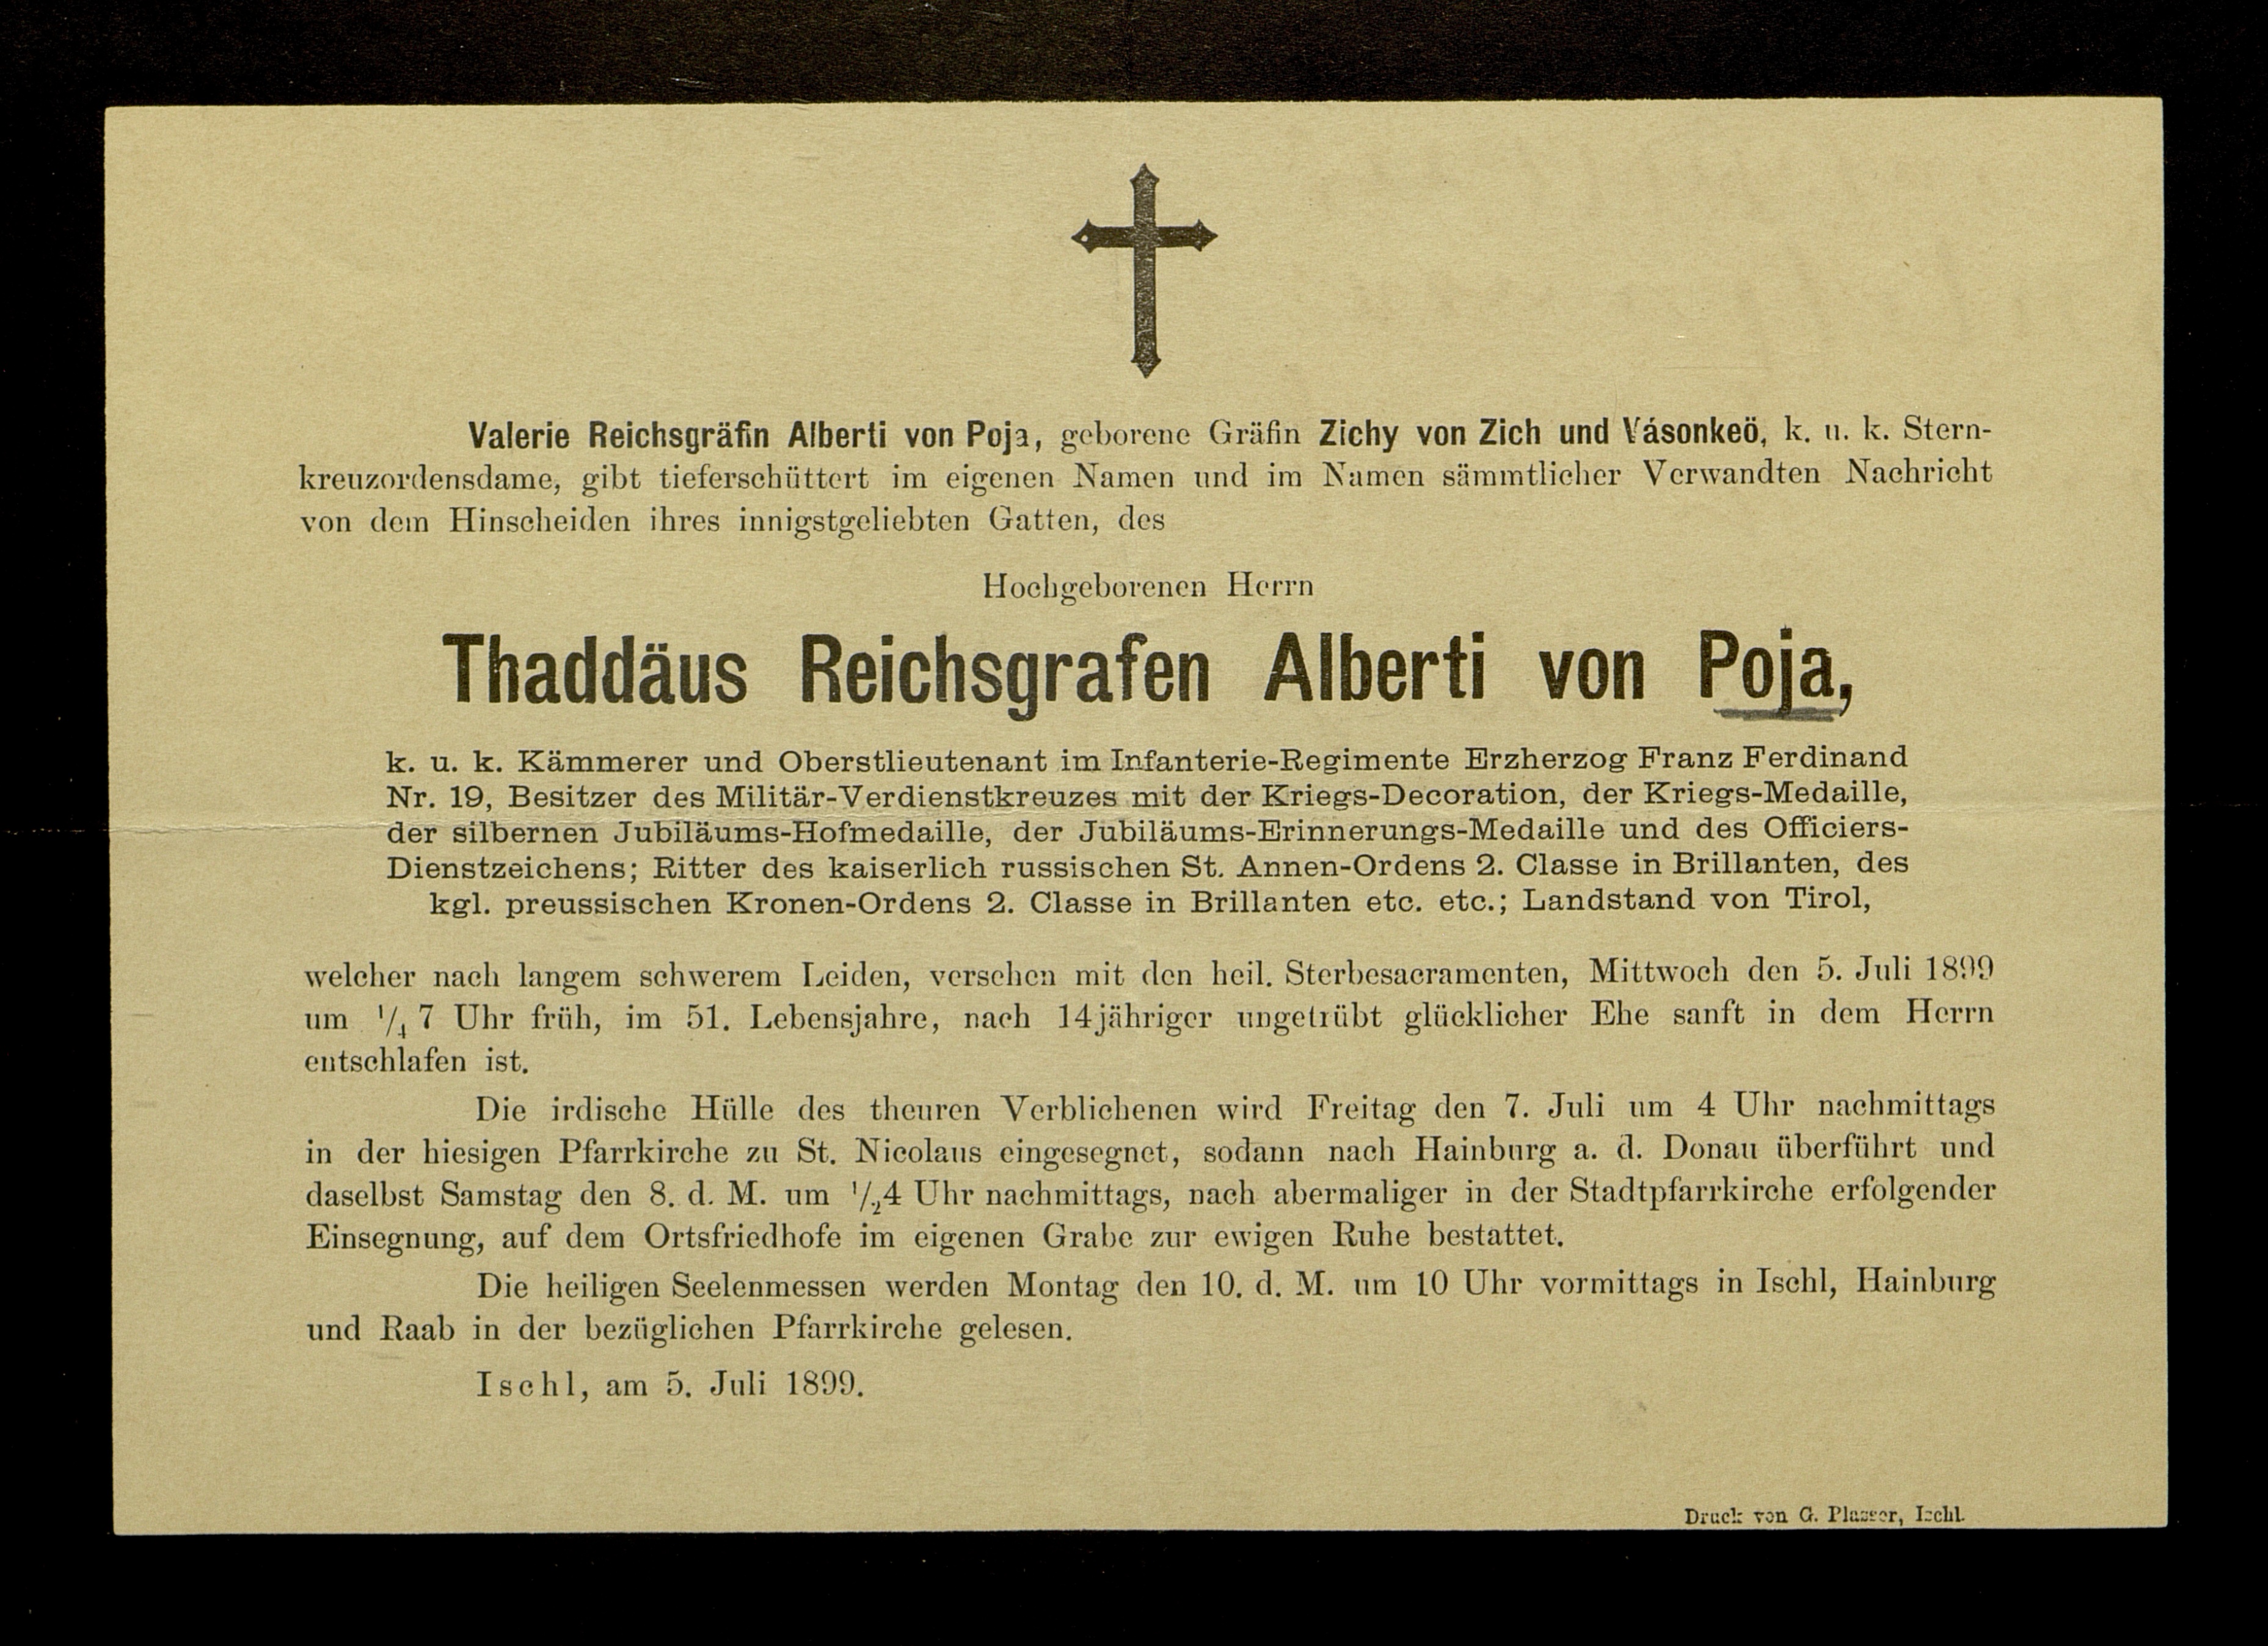 Valerie Reichsgräfin Alberti von Poja, geborene Gräfin Zichy von Zich und Vásonkeö, k. u. k. Stern-
kreuzordensdame, gibt tieferschüttert im eigenen Namen und im Namen sämmtlicher Verwandten Nachricht
von dem Hinscheiden ihres innigstgeliebten Gatten, des
Hochgeborenen Herrn
Thaddäus Reichsgrafen Alberti von Poja,
k. u. k. Kämmerer und Oberstlieutenant im Infanterie-Regimente Erzherzog Franz Ferdinand
Nr. 19, Besitzer des Militär-Verdienstkreuzes mit der Kriegs-Decoration, der Kriegs-Medaille,
der silbernen Jubiläums-Hofmedaille, der Jubiläums-Erinnerungs-Medaille und des Officiers-
Dienstzeichens; Ritter des kaiserlich russischen St. Annen-Ordens 2. Classe in Brillanten, des
kgl. preussischen Kronen-Ordens 2. Classe in Brillanten etc. etc.; Landstand von Tirol,
welcher nach langem schwerem Leiden, versehen mit den heil. Sterbesacramenten, Mittwoch den 5. Juli 1899
um 1/4 7 Uhr früh, im 51. Lebensjahre, nach 14jähriger ungetrübt glücklicher Ehe sanft in dem Herrn
entschlafen ist.
Die irdische Hülle des theuren Verblichenen wird Freitag den 7. Juli um 4 Uhr nachmittags
in der hiesigen Pfarrkirche zu St. Nicolaus eingesegnet, sodann nach Hainburg a. d. Donau überführt und
daselbst Samstag den 8. d. M. um 1/2 4 Uhr nachmittags, nach abermaliger in der Stadtpfarrkirche erfolgender
Einsegnung, auf dem Ortsfriedhofe im eigenen Grabe zur ewigen Ruhe bestattet.
Die heiligen Seelenmessen werden Montag den 10. d. M. um 10 Uhr vormittags in Ischl, Hainburg
und Raab in der bezüglichen Pfarrkirche gelesen.
Ischl, am 5. Juli 1899.
Druck von G. Plasser, Ischl.